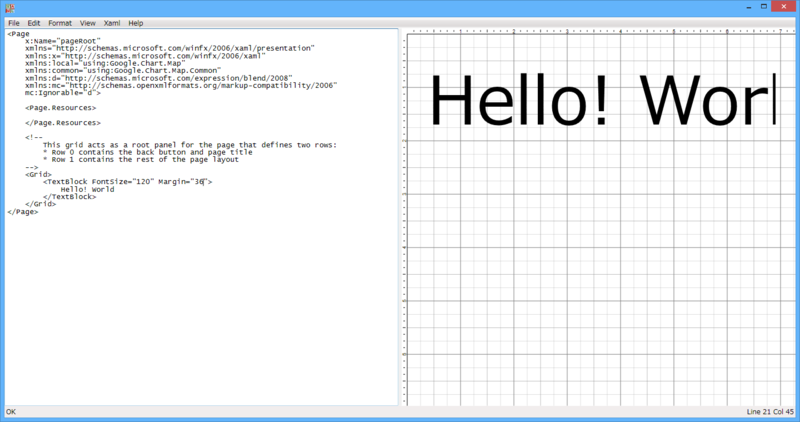 File Edit Format View Xaml Help
<Page
x:Name="pageRoot"
xmlns="http://schemas.microsoft.com/winfx/2006/xaml/presentation"
xmlns:x="http://schemas.microsoft.com/winfx/2006/xaml"
xmlns:local="using:Google.Chart.Map"
xmlns:common="using:Google.Chart.Map.Common"
xmlns:d="http://schemas.microsoft.com/expression/blend/2008"
xmlns:mc="http://schemas.openxmlformats.org/markup-compatibility/2006"
mc:Ignorable="d">
<Page.Resources>
</Page.Resources>
<!--
This grid acts as a root panel for the page that defines two rows:
* Row 0 contains the back button and page title
* Row 1 contains the rest of the page layout
-->
<Grid>
<TextBlock FontSize="120" Margin="36">
Hello! World
</TextBlock>
</Grid>
</Page>
Hello! Worl
OK
Line 21 Col 45